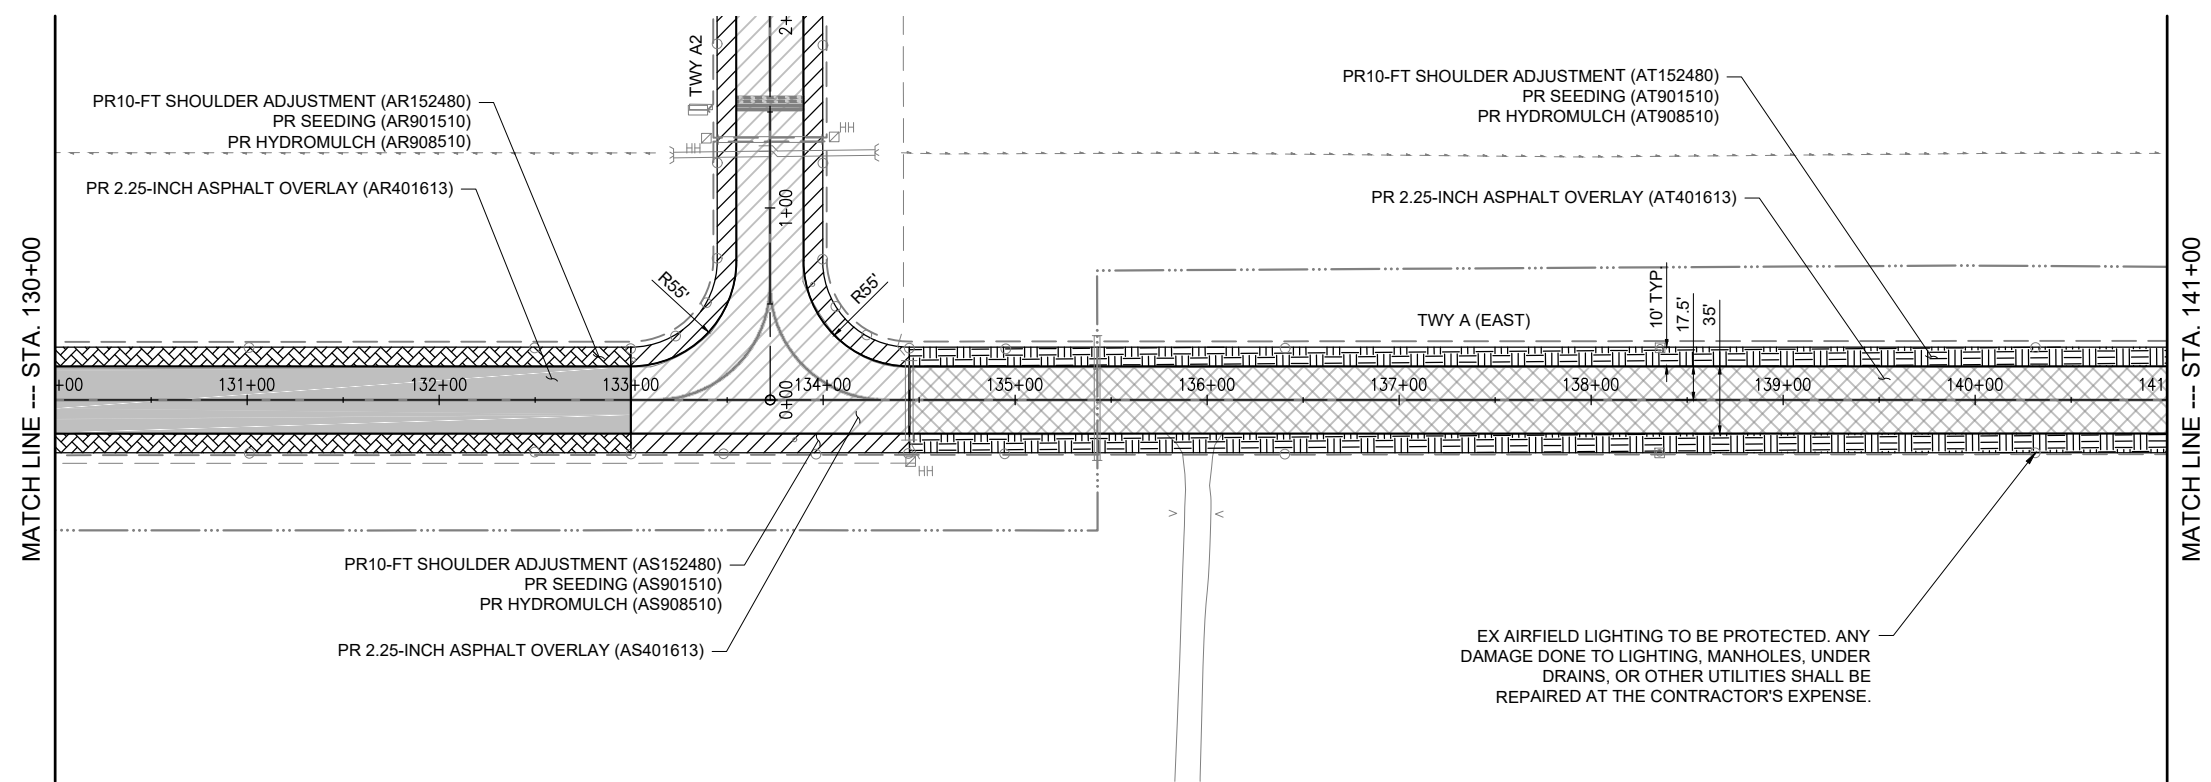 MATCH LINE --- STA. 130+00
PR10-FT SHOULDER ADJUSTMENT (AR152480)
PR SEEDING (AR901510)
PR HYDROMULCH (AR908510)
PR 2.25-INCH ASPHALT OVERLAY (AR401613)
TWY A2
2+
HH
HH
1+00
R55'
R55'
PR10-FT SHOULDER ADJUSTMENT (AT152480)
PR SEEDING (AT901510)
PR HYDROMULCH (AT908510)
PR 2.25-INCH ASPHALT OVERLAY (AT401613)
TWY A (EAST)
10' TYP.
17.5'
35'
+00
131+00
132+00
133+00
0+00
134+00
135+00
136+00
137+00
138+00
139+00
140+00
141
HH
PR10-FT SHOULDER ADJUSTMENT (AS152480)
PR SEEDING (AS901510)
PR HYDROMULCH (AS908510)
PR 2.25-INCH ASPHALT OVERLAY (AS401613)
EX AIRFIELD LIGHTING TO BE PROTECTED. ANY
DAMAGE DONE TO LIGHTING, MANHOLES, UNDER
DRAINS, OR OTHER UTILITIES SHALL BE
REPAIRED AT THE CONTRACTOR'S EXPENSE.
MATCH LINE --- STA. 141+00